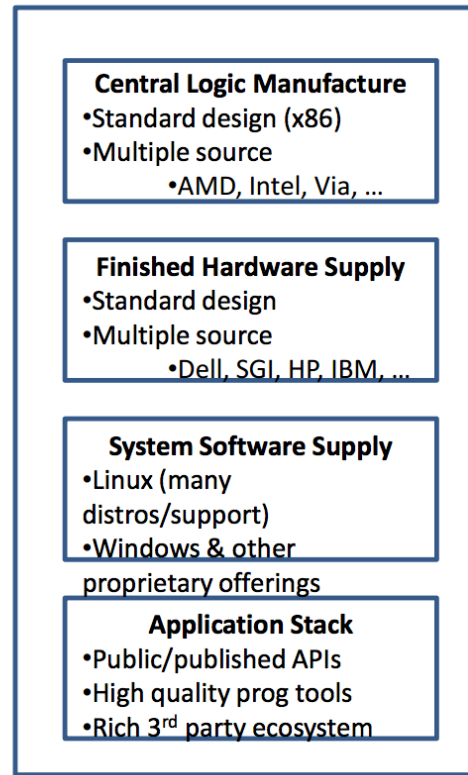 Central Logic Manufacture
•Standard design (x86)
•Multiple source
•AMD, Intel, Via, …
Finished Hardware Supply
•Standard design
•Multiple source
•Dell, SGI, HP, IBM, …
System Software Supply
•Linux (many
distros/support)
•Windows & other
proprietary offerings
Application Stack
•Public/published APIs
•High quality prog tools
•Rich 3rd party ecosystem